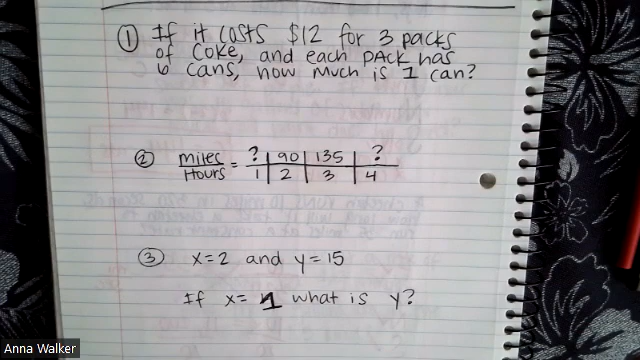 ① If it costs $12 for 3 packs
of Coke, and each pack has
6 cans, how much is 1 can?
② miles = ? | 90 | 135 | ?
Hours 1 | 2 | 3 | 4
③ x=2 and y=15
If x= 1 what is y?
Anna Walker